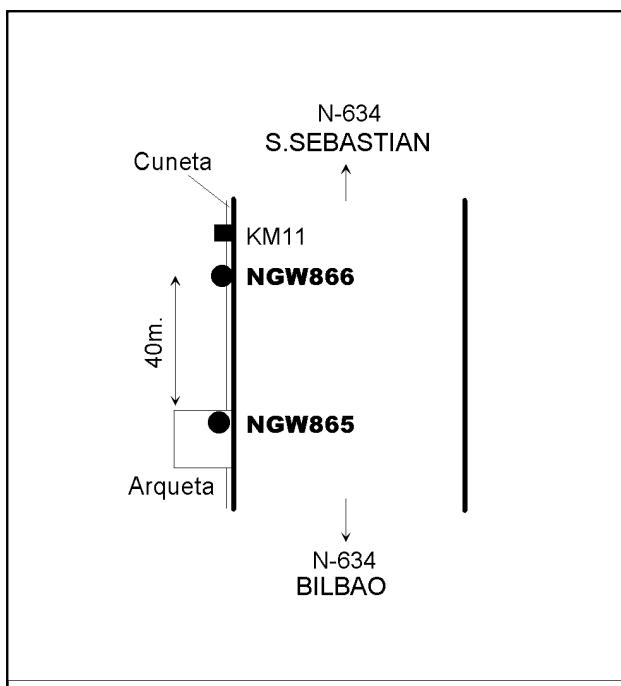 N-634
S.SEBASTIAN
Cuneta
KM11
NGW866
40m.
NGW865
Arqueta
N-634
BILBAO